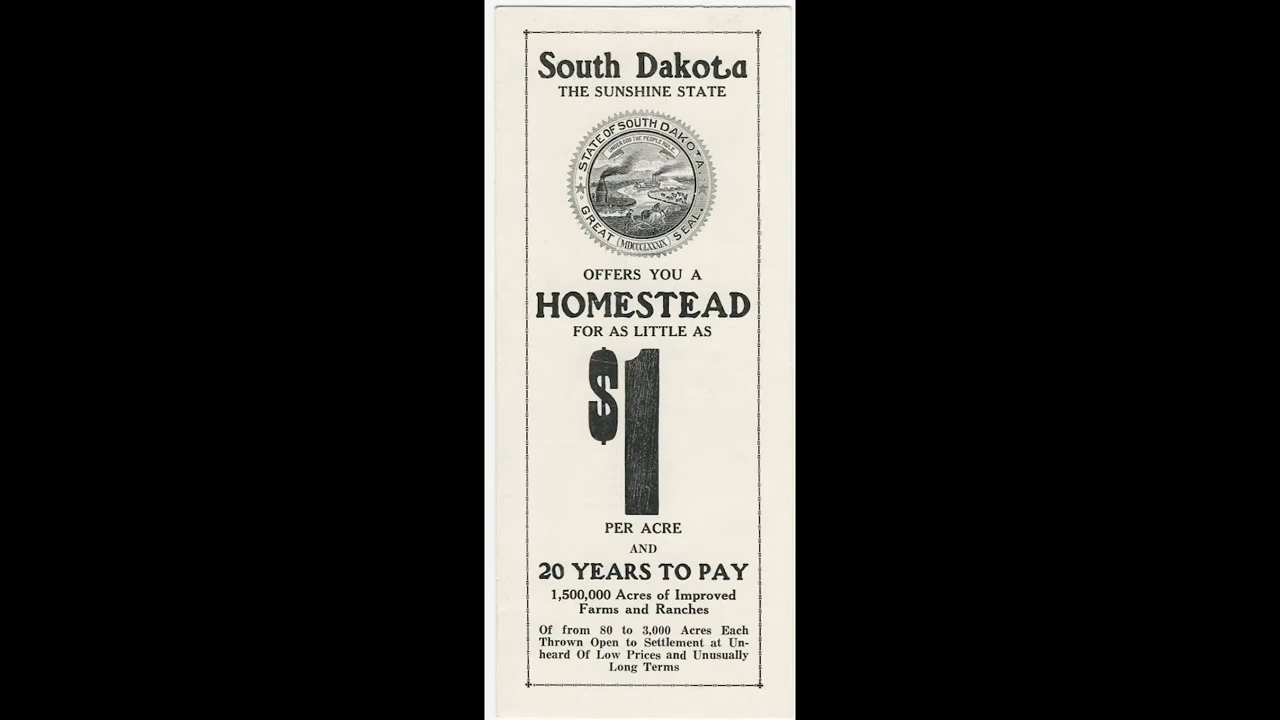 South Dakota
THE SUNSHINE STATE
STATE OF SOUTH DAKOTA.
UNDER GOD THE PEOPLE RULE.
GREAT SEAL.
MDCCCLXXXIX
OFFERS YOU A
HOMESTEAD
FOR AS LITTLE AS
$1
PER ACRE
AND
20 YEARS TO PAY
1,500,000 Acres of Improved
Farms and Ranches
Of from 80 to 3,000 Acres Each
Thrown Open to Settlement at Un-
heard Of Low Prices and Unusually
Long Terms